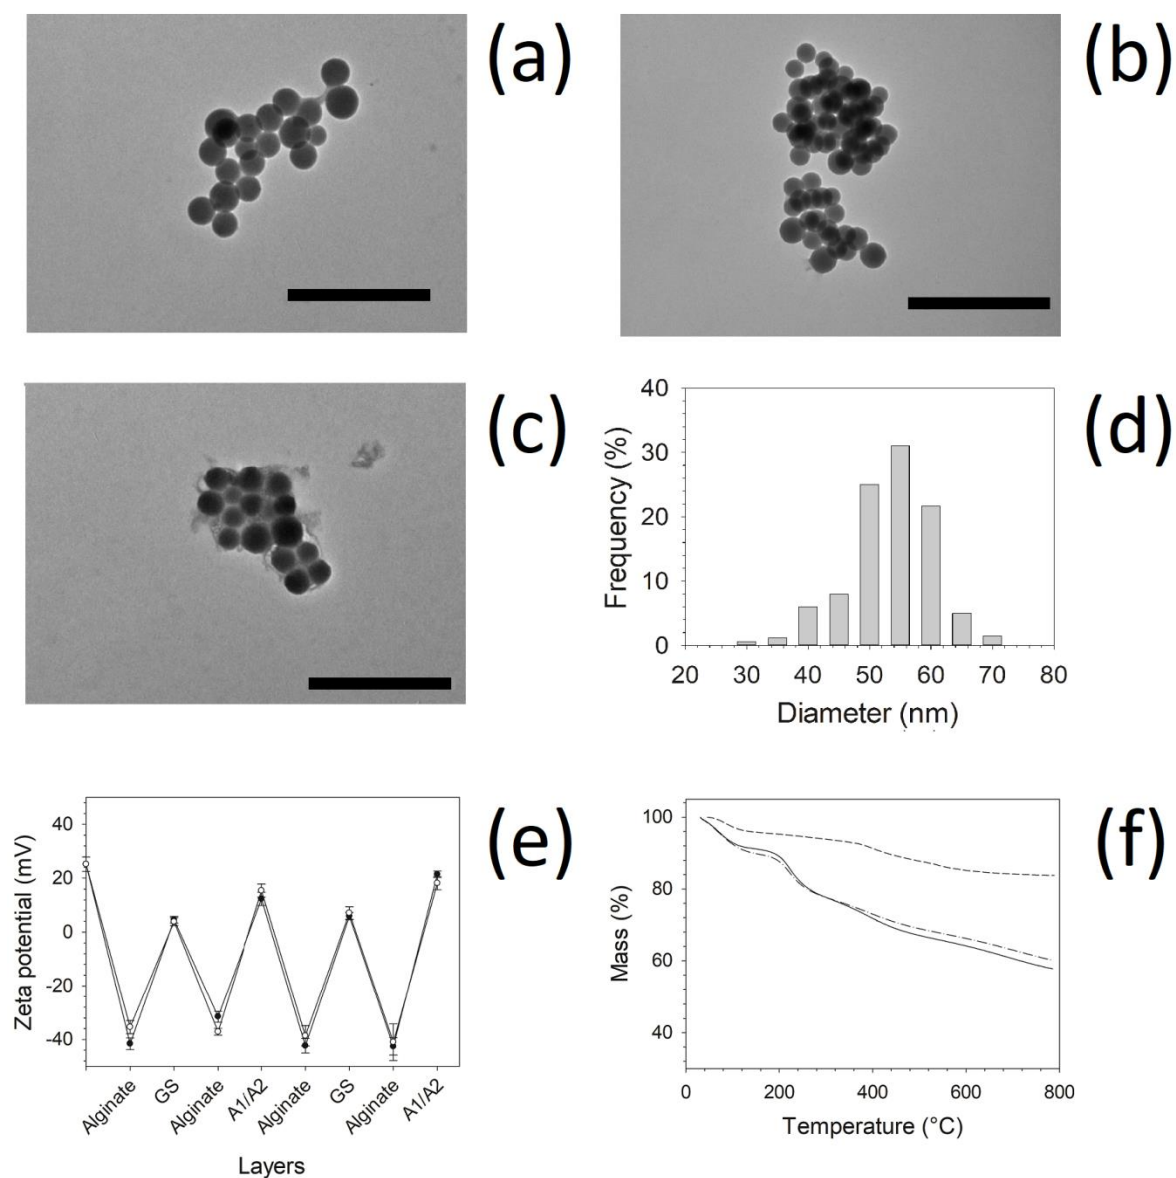 (a)
(b)
(c)
(d)
40
30
20
10
0
20 30 40 50 60 70 80
Frequency (%)
Diameter (nm)
(e)
40
20
0
-20
-40
Zeta potential (mV)
Alginate GS Alginate A1/A2 Alginate GS Alginate A1/A2
Layers
(f)
100
80
60
40
0 200 400 600 800
Mass (%)
Temperature (°C)